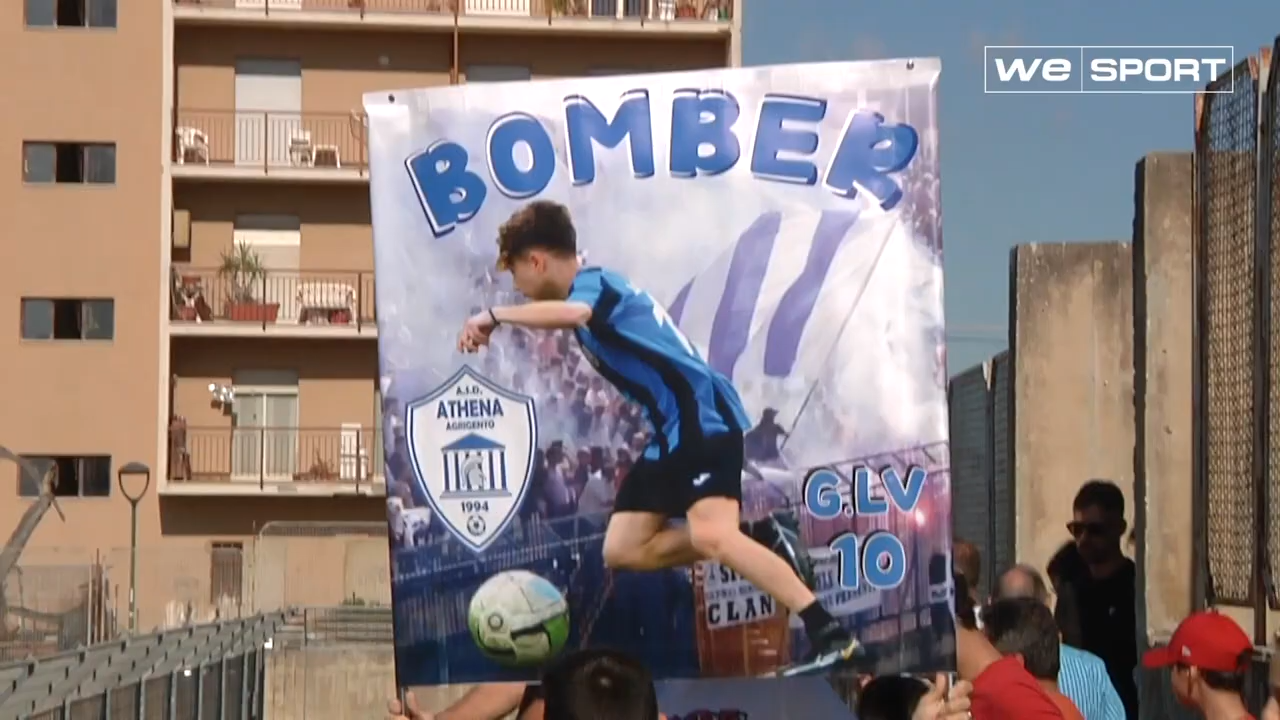 we SPORT
BOMBER
A.S.D.
ATHENA
AGRIGENTO
1994
G.LV
10
CLAN